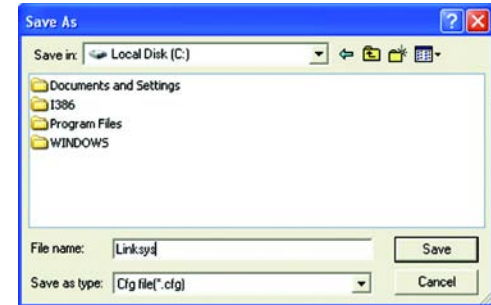 Save As
Save in: Local Disk (C:)
Documents and Settings
I386
Program Files
WINDOWS
File name: Linksys Save
Save as type: Cfg file(*.cfg) Cancel